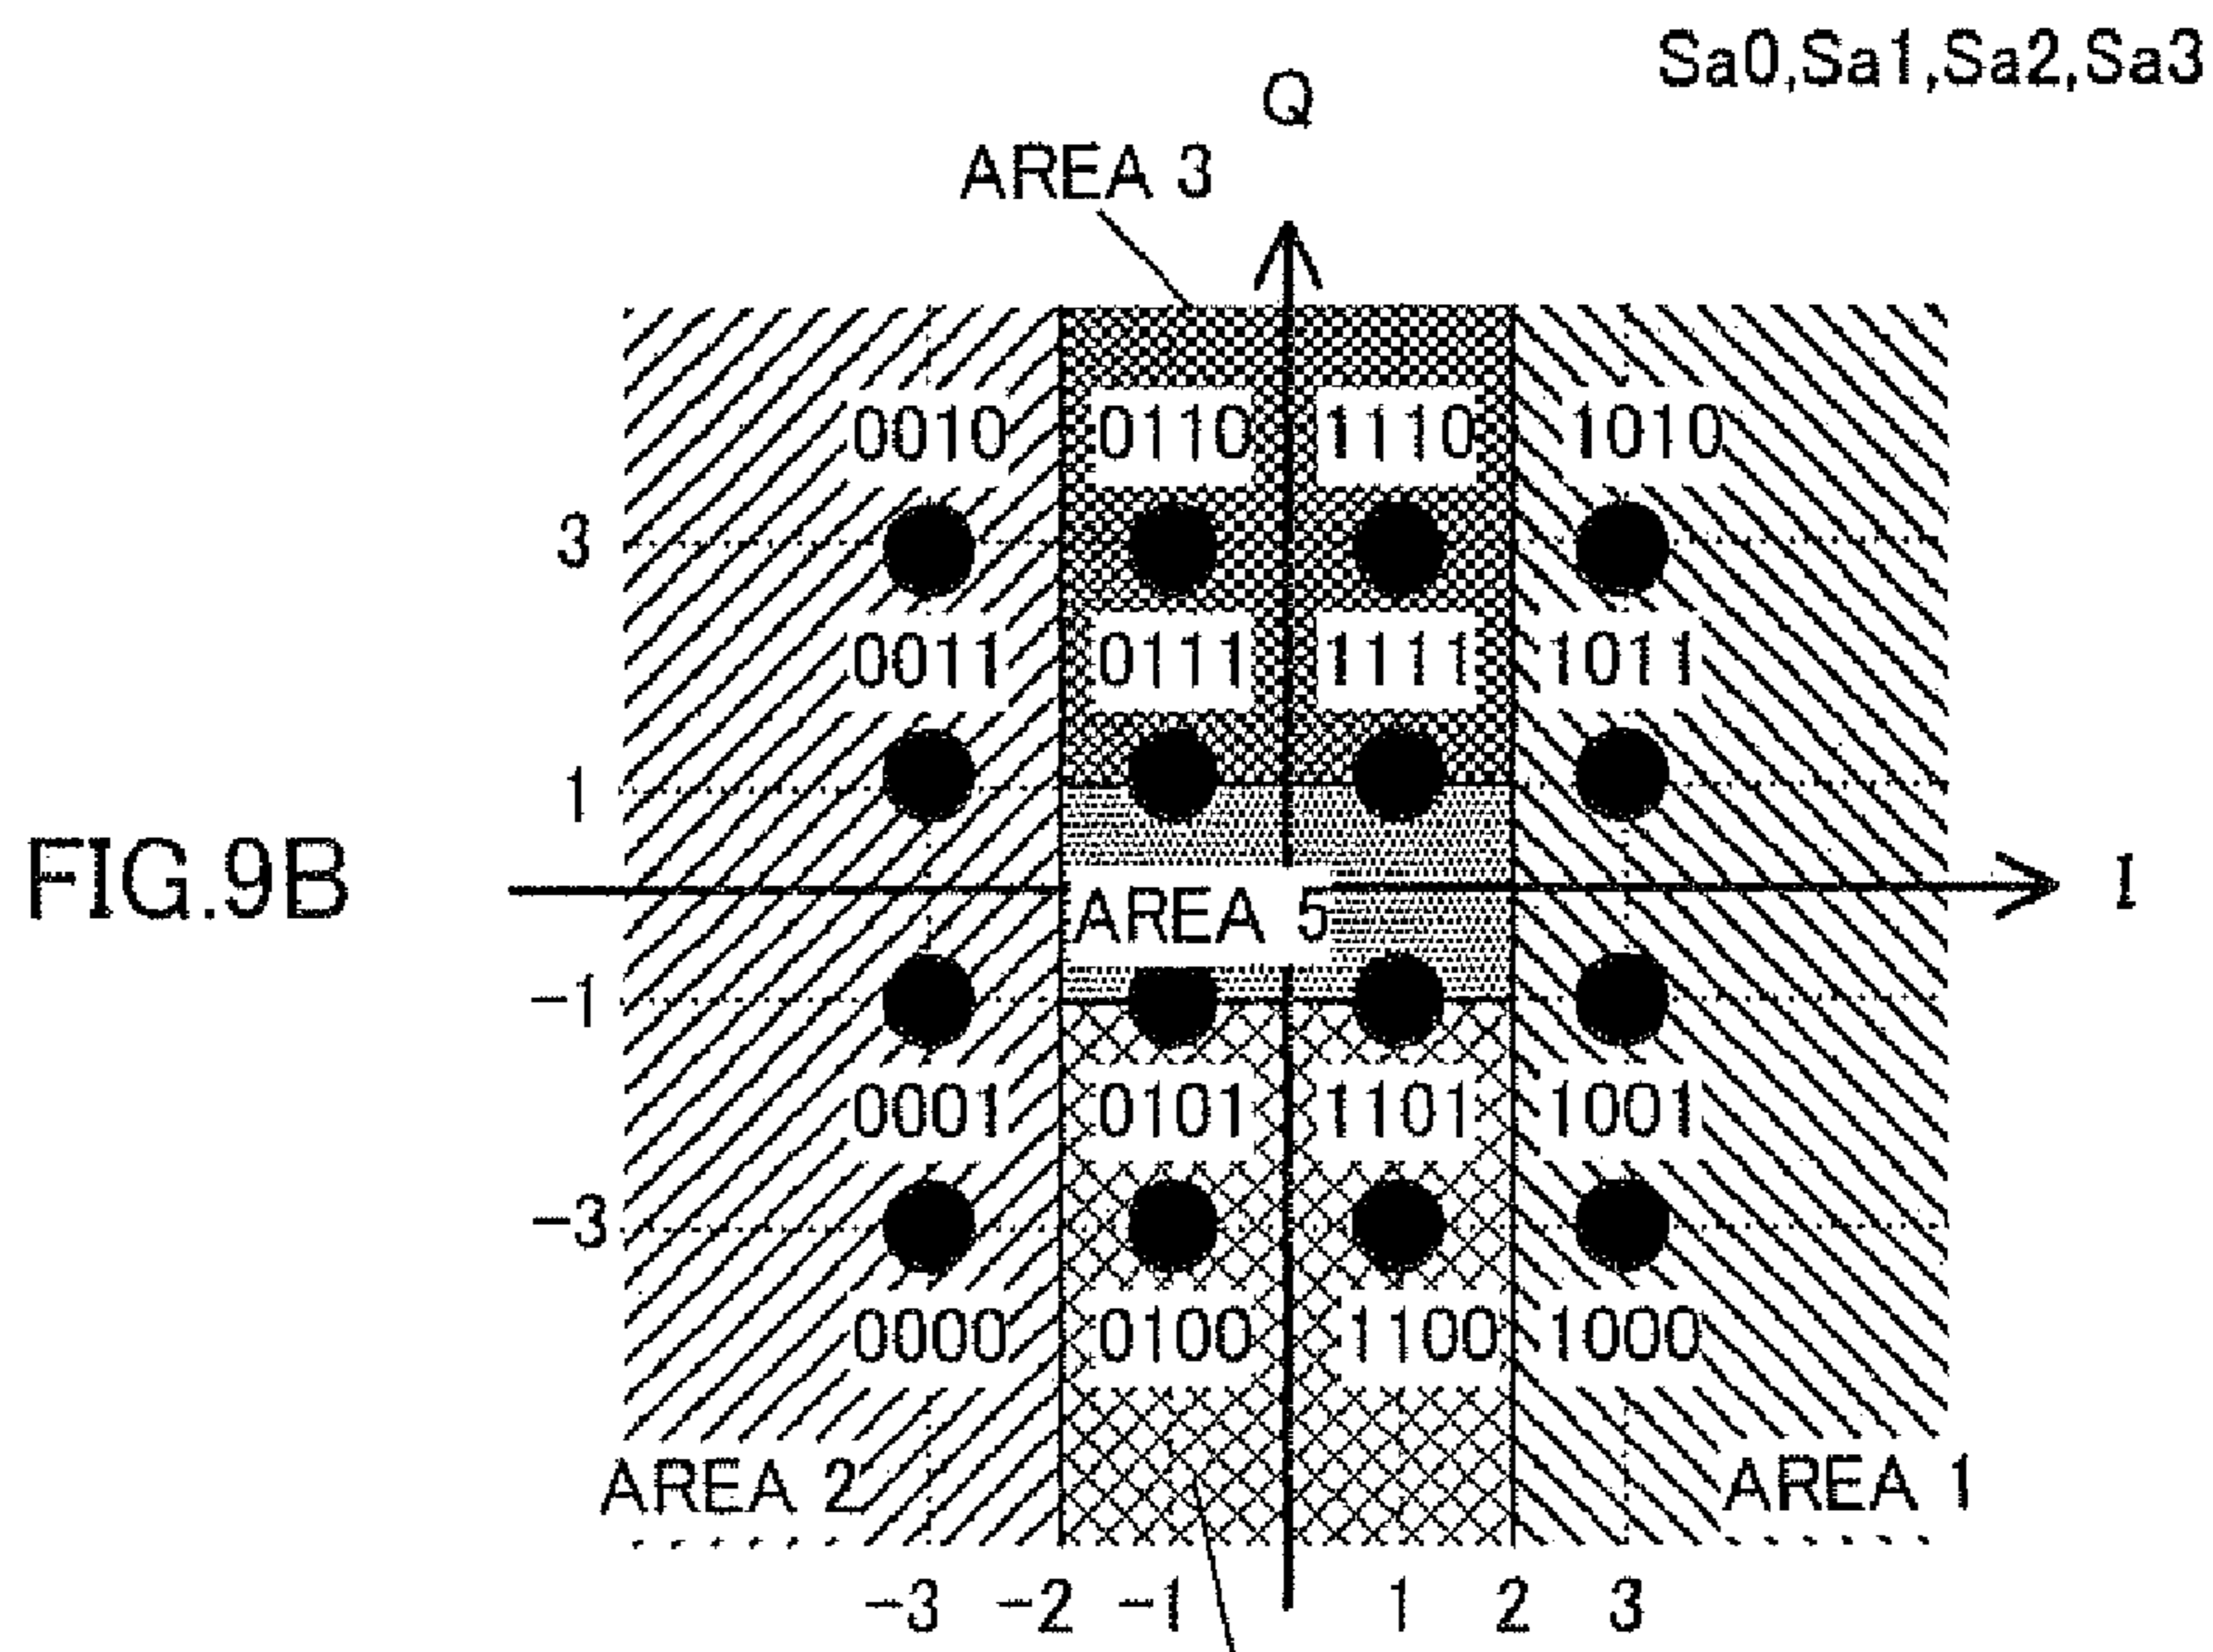 Sa0,Sa1,Sa2,Sa3
Q
AREA 3
0010 0110 1110 1010
3
0011 0111 1111 1011
1
FIG.9B
I
AREA 5
-1
0001 0101 1101 1001
-3
0000 0100 1100 1000
AREA 2 AREA 1
-3 -2 -1 1 2 3